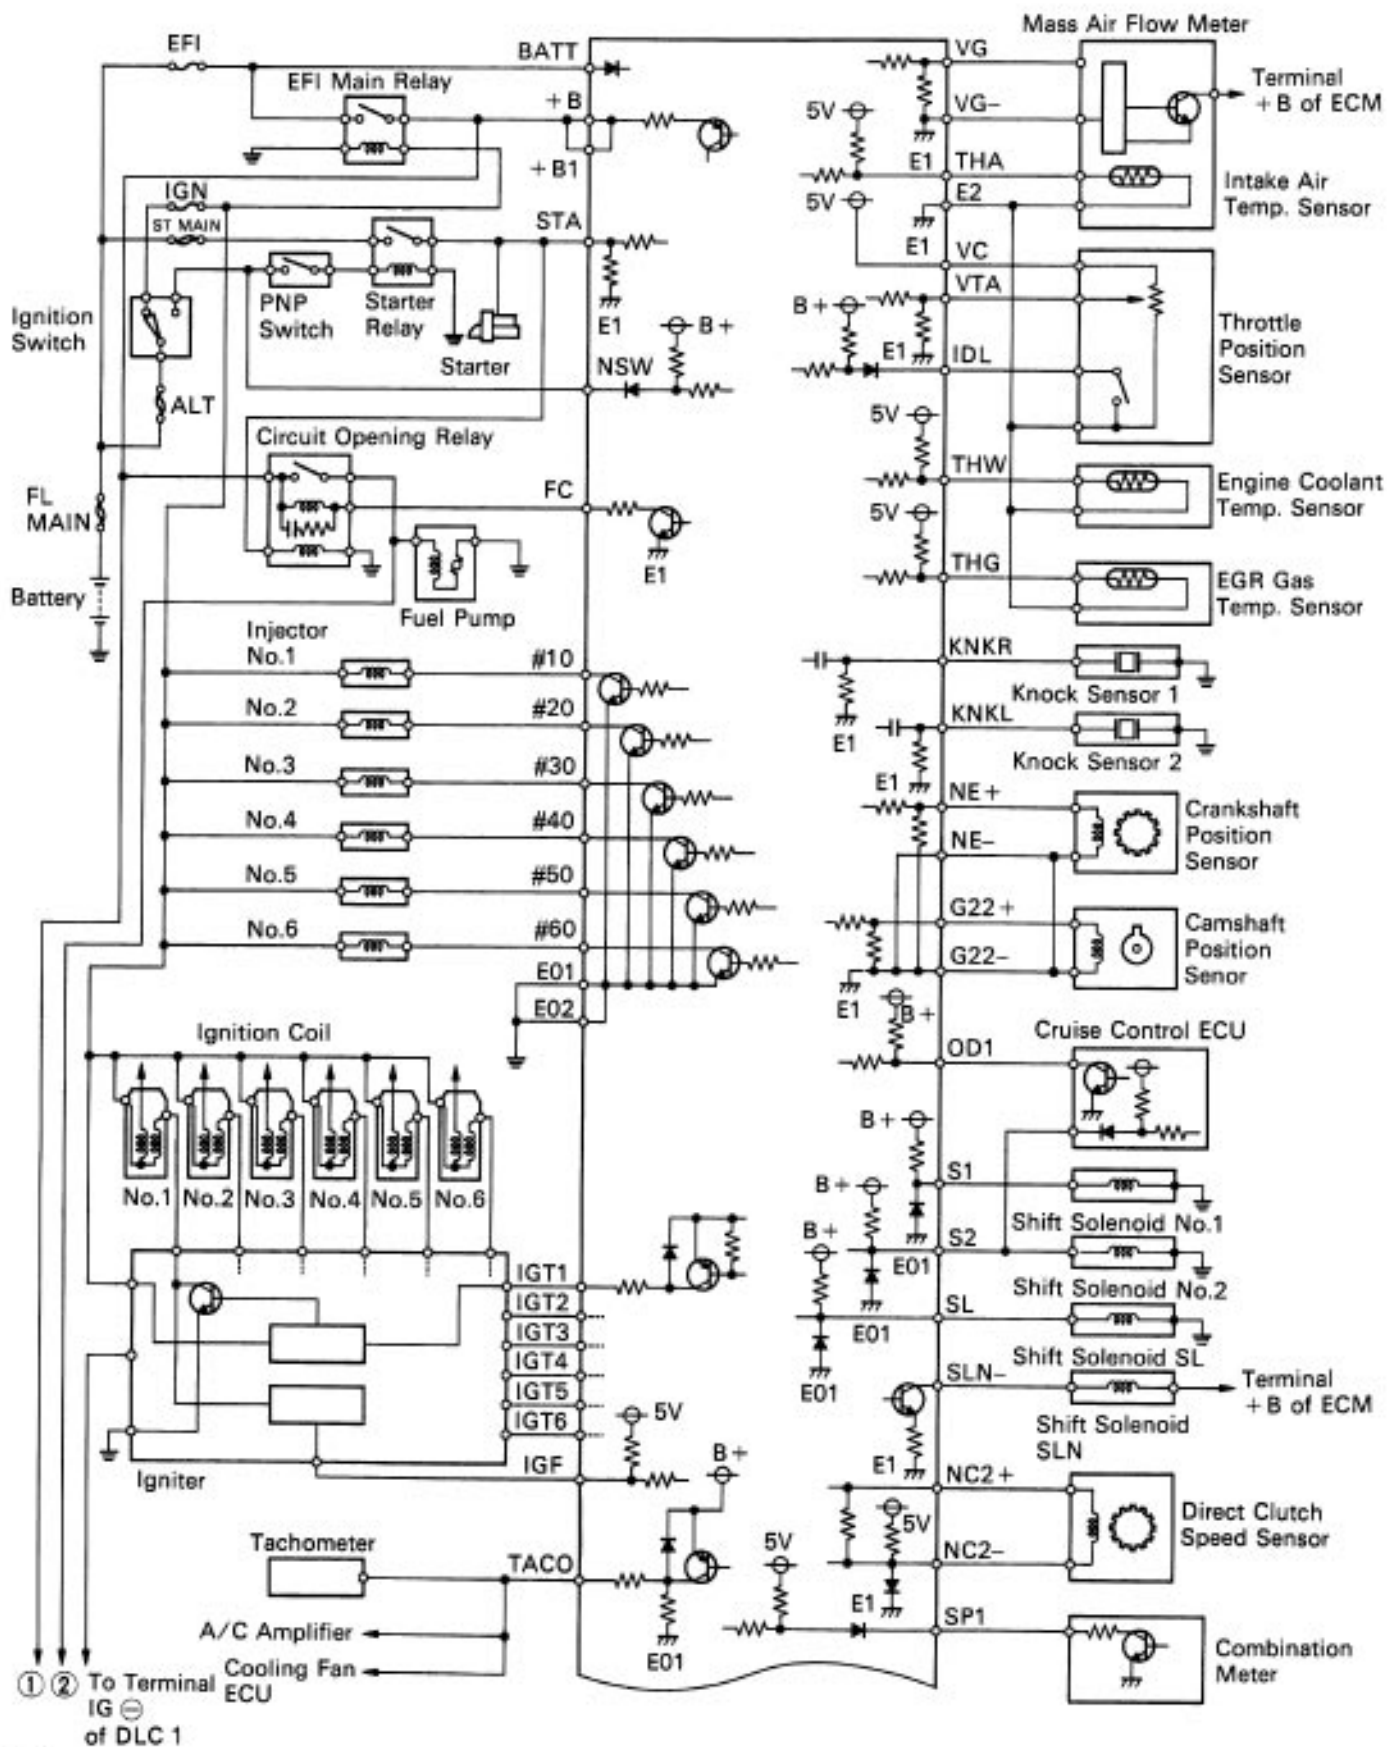 EFI
BATT
VG
Mass Air Flow Meter
EFI Main Relay
+B
VG-
5V
Terminal
+B of ECM
+B1
E1
THA
IGN
E2
Intake Air
Temp. Sensor
5V
ST MAIN
STA
E1
VC
PNP
Switch
Starter
Relay
E1
B+
VTA
B+
Ignition
Switch
Starter
NSW
E1
IDL
Throttle
Position
Sensor
ALT
5V
Circuit Opening Relay
THW
Engine Coolant
Temp. Sensor
FL
MAIN
FC
5V
E1
THG
EGR Gas
Temp. Sensor
Battery
Fuel Pump
Injector
No.1
#10
KNKR
Knock Sensor 1
No.2
#20
KNKL
E1
Knock Sensor 2
No.3
#30
E1
NE+
Crankshaft
Position
Sensor
No.4
#40
NE-
No.5
#50
G22+
Camshaft
Position
Senor
No.6
#60
G22-
E01
E1
E02
B+
Ignition Coil
Cruise Control ECU
OD1
B+
No.1
No.2
No.3
No.4
No.5
No.6
S1
B+
Shift Solenoid No.1
B+
S2
E01
IGT1
Shift Solenoid No.2
IGT2
SL
IGT3
E01
IGT4
Shift Solenoid SL
IGT5
E01
SLN-
Terminal
+B of ECM
IGT6
5V
Shift Solenoid
SLN
IGF
B+
E1
NC2+
Igniter
5V
Direct Clutch
Speed Sensor
Tachometer
5V
NC2-
TACO
E1
SP1
A/C Amplifier
E01
Combination
Meter
Cooling Fan
ECU
① ② To Terminal
IG ⊖
of DLC 1